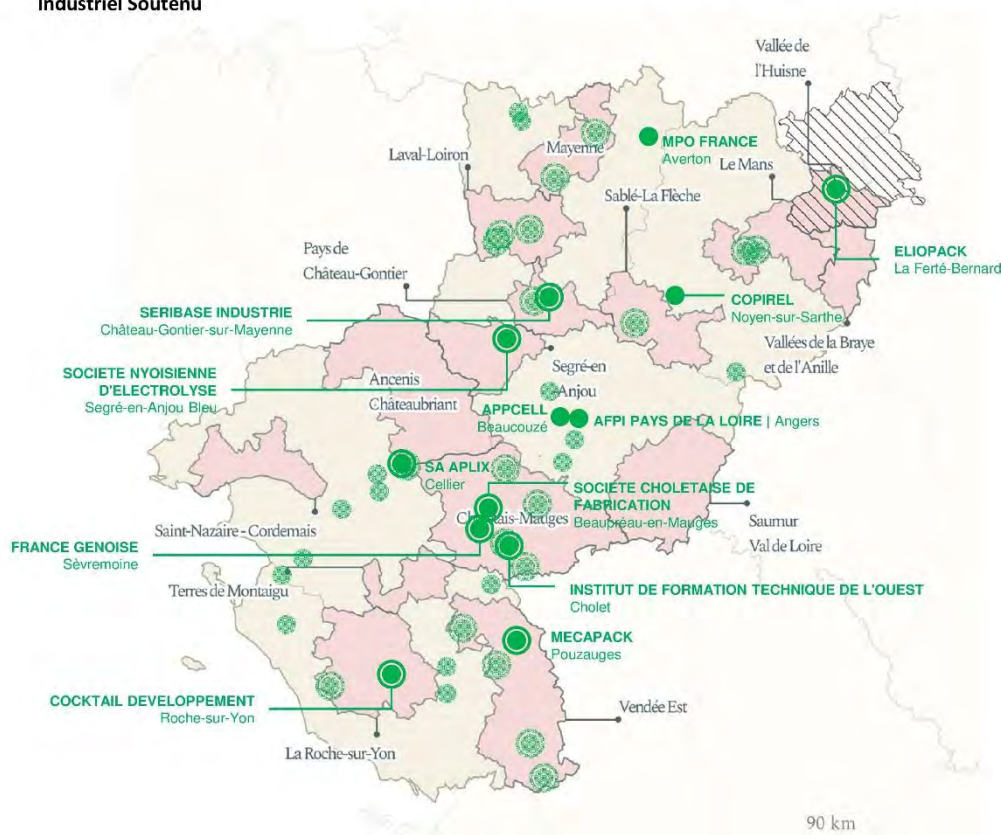 Industriel Soutenu
Vallée de
l'Huisne
MPO FRANCE
Averton
Mayenne
Laval-Loiron
Le Mans
Sablé-La Flèche
Pays de
Château-Gontier
ELIOPACK
La Ferté-Bernard
SERIBASE INDUSTRIE
Château-Gontier-sur-Mayenne
COPIREL
Noyen-sur-Sarthe
Vallées de la Braye
et de l'Anille
SOCIETE NYOISIENNE
D'ELECTROLYSE
Segré-en-Anjou Bleu
Segré-en
Anjou
Ancenis
Châteaubriant
APPCELL
Beaucouzé
AFPI PAYS DE LA LOIRE | Angers
SA APLIX
Cellier
SOCIETE CHOLETAISE DE
FABRICATION
Beaupréau-en-Mauges
Choletais-Mauges
Saumur
Val de Loire
Saint-Nazaire - Cordemais
FRANCE GENOISE
Sèvremoine
Terres de Montaigu
INSTITUT DE FORMATION TECHNIQUE DE L'OUEST
Cholet
MECAPACK
Pouzauges
COCKTAIL DEVELOPPEMENT
Roche-sur-Yon
Vendée Est
La Roche-sur-Yon
90 km